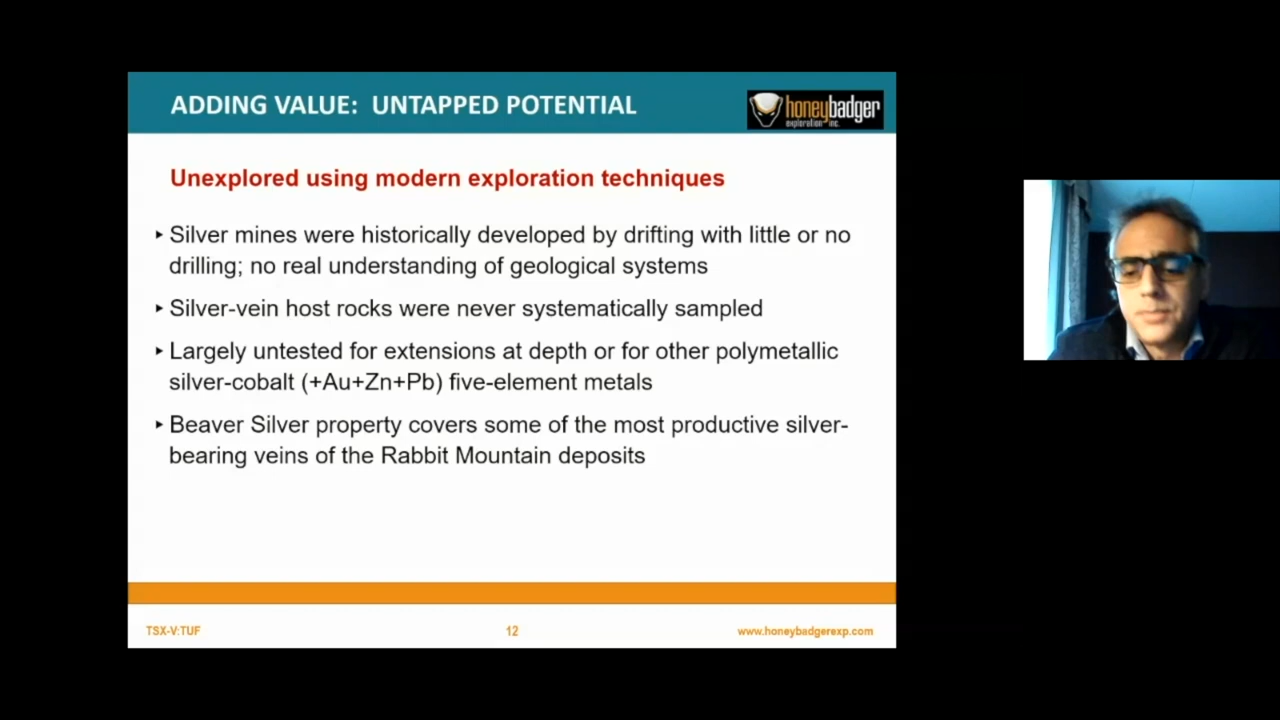 ADDING VALUE: UNTAPPED POTENTIAL
honeybadger
exploration inc.
Unexplored using modern exploration techniques
‣ Silver mines were historically developed by drifting with little or no
drilling; no real understanding of geological systems
‣ Silver-vein host rocks were never systematically sampled
‣ Largely untested for extensions at depth or for other polymetallic
silver-cobalt (+Au+Zn+Pb) five-element metals
‣ Beaver Silver property covers some of the most productive silver-
bearing veins of the Rabbit Mountain deposits
TSX-V:TUF
12
www.honeybadgerexp.com